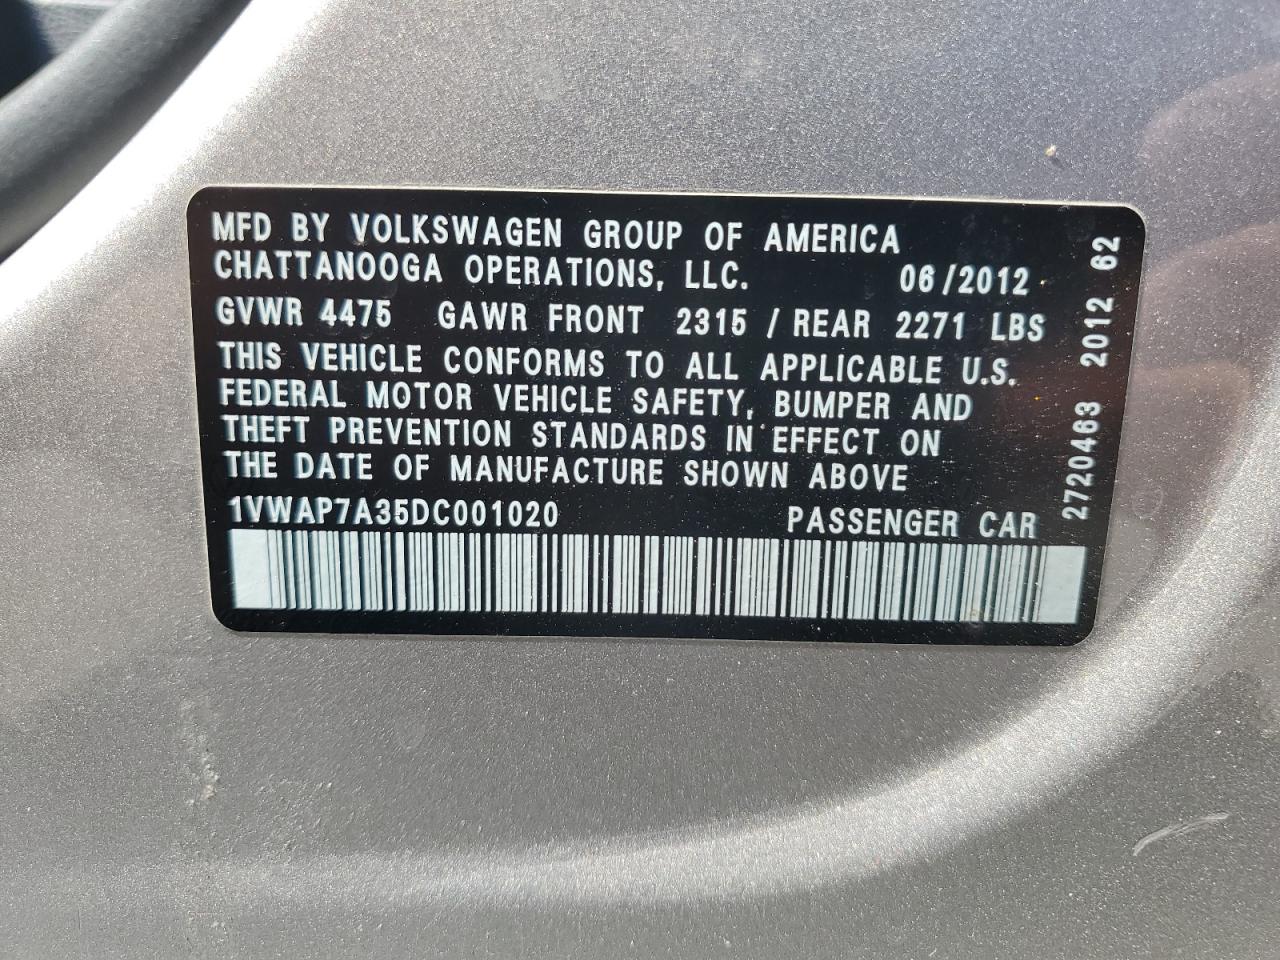 MFD BY VOLKSWAGEN GROUP OF AMERICA
CHATTANOOGA OPERATIONS, LLC. 06/2012
GVWR 4475 GAWR FRONT 2315 / REAR 2271 LBS
THIS VEHICLE CONFORMS TO ALL APPLICABLE U.S.
FEDERAL MOTOR VEHICLE SAFETY, BUMPER AND
THEFT PREVENTION STANDARDS IN EFFECT ON
THE DATE OF MANUFACTURE SHOWN ABOVE
1VWAP7A35DC001020 PASSENGER CAR
2720463 2012 62